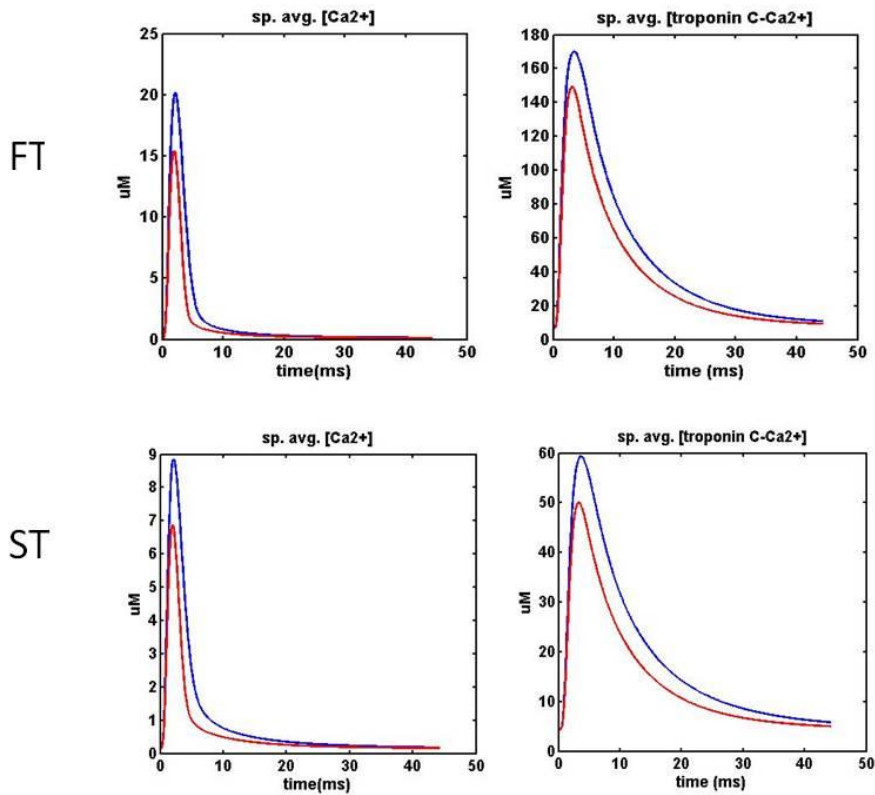 FT
sp. avg. [Ca2+]
uM
25
20
15
10
5
0
0 10 20 30 40 50
time(ms)
sp. avg. [troponin C-Ca2+]
uM
180
160
140
120
100
80
60
40
20
0
0 10 20 30 40 50
time (ms)
ST
sp. avg. [Ca2+]
uM
9
8
7
6
5
4
3
2
1
0
0 10 20 30 40 50
time(ms)
sp. avg. [troponin C-Ca2+]
uM
60
50
40
30
20
10
0
0 10 20 30 40 50
time (ms)